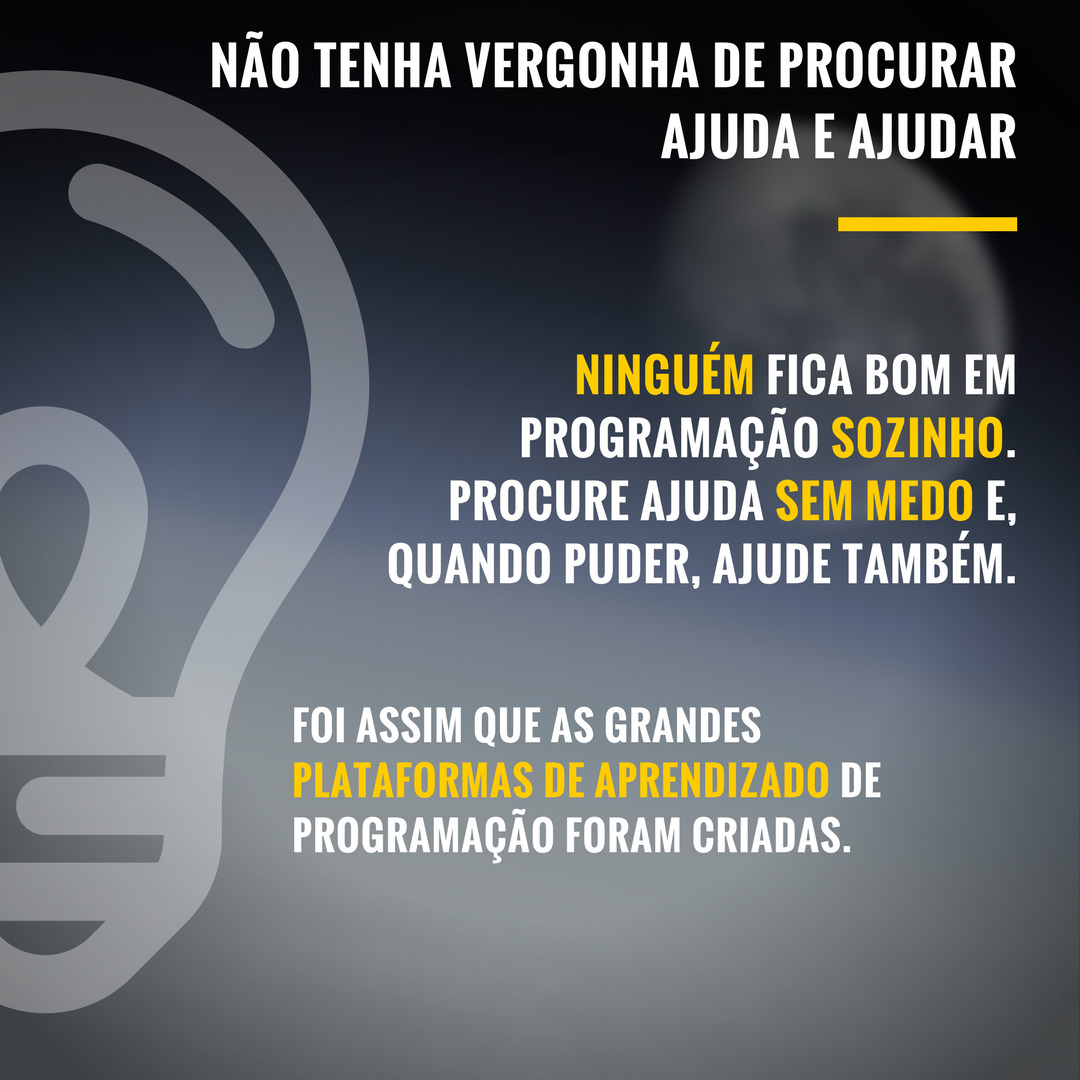 NÃO TENHA VERGONHA DE PROCURAR
AJUDA E AJUDAR
NINGUÉM FICA BOM EM
PROGRAMAÇÃO SOZINHO.
PROCURE AJUDA SEM MEDO E,
QUANDO PUDER, AJUDE TAMBÉM.
FOI ASSIM QUE AS GRANDES
PLATAFORMAS DE APRENDIZADO DE
PROGRAMAÇÃO FORAM CRIADAS.